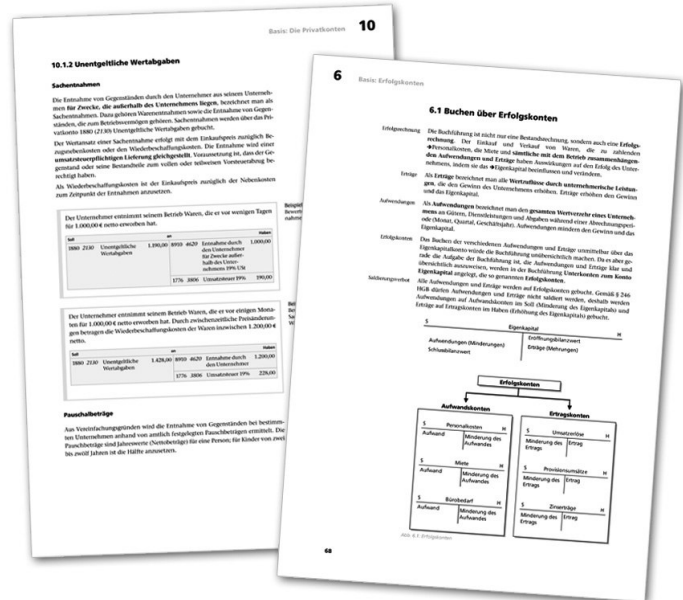 Basis: Die Privatkonten 10
10.1.2 Unentgeltliche Wertabgaben
Sachentnahmen
Die Entnahme von Gegenständen durch den Unternehmer aus seinem Unterneh-
men für Zwecke, die außerhalb des Unternehmens liegen, bezeichnet man als
Sachentnahmen. Dazu gehören Warenentnahmen sowie die Entnahme von Gegen-
ständen, die zum Betriebsvermögen gehören. Sachentnahmen werden über das Pri-
vatkonto 1880 (2130) Unentgeltliche Wertabgaben gebucht.
Der Wertansatz einer Sachentnahme erfolgt mit dem Einkaufspreis zuzüglich Be-
zugsnebenkosten oder den Wiederbeschaffungskosten. Die Entnahme wird einer
umsatzsteuerpflichtigen Lieferung gleichgestellt. Voraussetzung ist, dass der Ge-
genstand oder seine Bestandteile zum vollen oder teilweisen Vorsteuerabzug be-
rechtigt haben.
Als Wiederbeschaffungskosten ist der Einkaufspreis zuzüglich der Nebenkosten
zum Zeitpunkt der Entnahmen anzusetzen.
Der Unternehmer entnimmt seinem Betrieb Waren, die er vor wenigen Tagen
für 1.000,00 € netto erworben hat.
Soll an Haben
1880 2130 Unentgeltliche Wertabgaben 1.190,00 8910 4620 Entnahme durch 1.000,00
den Unternehmer
für Zwecke außer-
halb des Unter-
nehmens 19% USt
1776 3806 Umsatzsteuer 19% 190,00
Der Unternehmer entnimmt seinem Betrieb Waren, die er vor einigen Mona-
ten für 1.000,00 € netto erworben hat. Durch zwischenzeitliche Preisänderun-
gen betragen die Wiederbeschaffungskosten der Waren inzwischen 1.200,00 €
netto.
Soll an Haben
1880 2130 Unentgeltliche Wertabgaben 1.428,00 8910 4620 Entnahme durch 1.200,00
den Unternehmer
1776 3806 Umsatzsteuer 19% 228,00
Pauschalbeträge
Aus Vereinfachungsgründen wird die Entnahme von Gegenständen bei bestimm-
ten Unternehmen anhand von amtlich festgelegten Pauschbeträgen ermittelt. Die
Pauschbeträge sind Jahreswerte (Nettobeträge) für eine Person; für Kinder von zwei
bis zwölf Jahren ist die Hälfte anzusetzen.
6 Basis: Erfolgskonten
6.1 Buchen über Erfolgskonten
Erfolgsrechnung
Die Buchführung ist nicht nur eine Bestandsrechnung, sondern auch eine Erfolgs-
rechnung. Der Einkauf und Verkauf von Waren, die zu zahlenden
➔Personalkosten, die Miete und sämtliche mit dem Betrieb zusammenhängen-
den Aufwendungen und Erträge haben Auswirkungen auf den Erfolg des Unter-
nehmens, indem sie das ➔Eigenkapital beeinflussen und verändern.
Erträge
Als Erträge bezeichnet man alle Wertzuflüsse durch unternehmerische Leistun-
gen, die den Gewinn des Unternehmens erhöhen. Erträge erhöhen den Gewinn
und das Eigenkapital.
Aufwendungen
Als Aufwendungen bezeichnet man den gesamten Wertverzehr eines Unterneh-
mens an Gütern, Dienstleistungen und Abgaben während einer Abrechnungsperi-
ode (Monat, Quartal, Geschäftsjahr). Aufwendungen mindern den Gewinn und das
Eigenkapital.
Erfolgskonten
Das Buchen der verschiedenen Aufwendungen und Erträge unmittelbar über das
Eigenkapitalkonto würde die Buchführung unübersichtlich machen. Da es aber ge-
rade die Aufgabe der Buchführung ist, die Aufwendungen und Erträge klar und
übersichtlich auszuweisen, werden in der Buchführung Unterkonten zum Konto
Eigenkapital angelegt, die so genannten Erfolgskonten.
Saldierungsverbot
Alle Aufwendungen und Erträge werden auf Erfolgskonten gebucht. Gemäß § 246
HGB dürfen Aufwendungen und Erträge nicht saldiert werden, deshalb werden
Aufwendungen auf Aufwandskonten im Soll (Minderung des Eigenkapitals) und
Erträge auf Ertragskonten im Haben (Erhöhung des Eigenkapitals) gebucht.
S Eigenkapital H
Aufwendungen (Minderungen) Eröffnungsbilanzwert
Schlussbilanzwert Erträge (Mehrungen)
Erfolgskonten
Aufwandskonten Ertragskonten
S Personalkosten H
Aufwand Minderung des
Aufwandes
S Miete H
Aufwand Minderung des
Aufwandes
S Bürobedarf H
Aufwand Minderung des
Aufwandes
S Umsatzerlöse H
Minderung des Ertrag
Ertrags
S Provisionsumsätze H
Minderung des Ertrag
Ertrags
S Zinserträge H
Minderung des Ertrag
Ertrags
Abb 6.1 Erfolgskonten
68